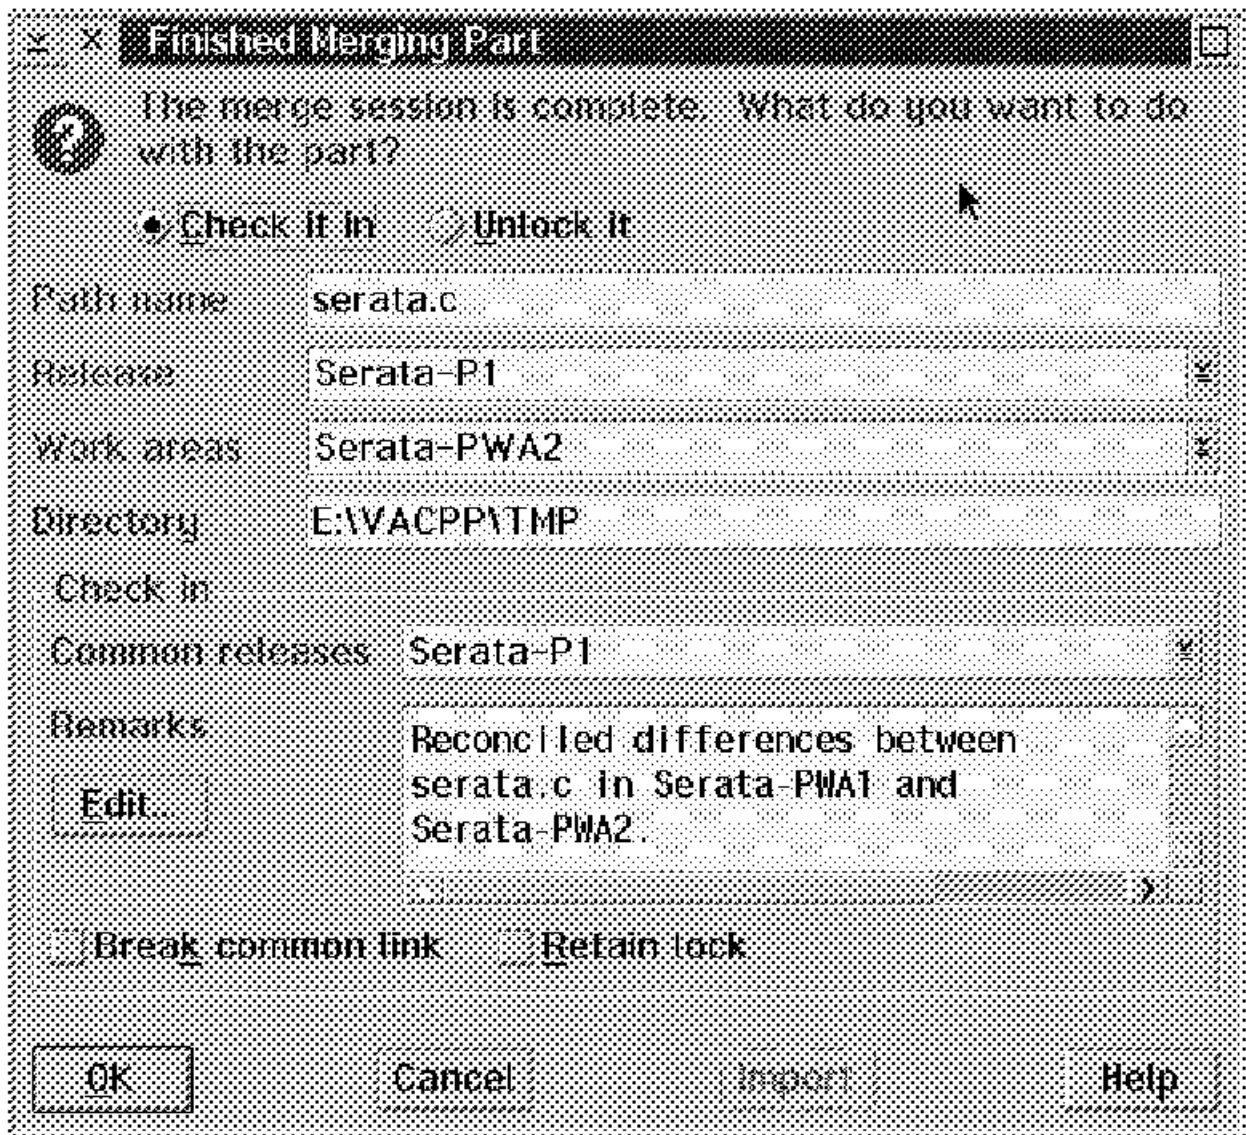 Finished Merging Part
The merge session is complete. What do you want to do
with the part?
Check it in Unlock it
Path name serata.c
Release Serata-P1
Work areas Serata-PWA2
Directory E:\VACPP\TMP
Check in
Common releases Serata-P1
Remarks
Reconciled differences between
serata.c in Serata-PWA1 and
Serata-PWA2.
Edit..
Break common link Retain lock
OK Cancel Import Help